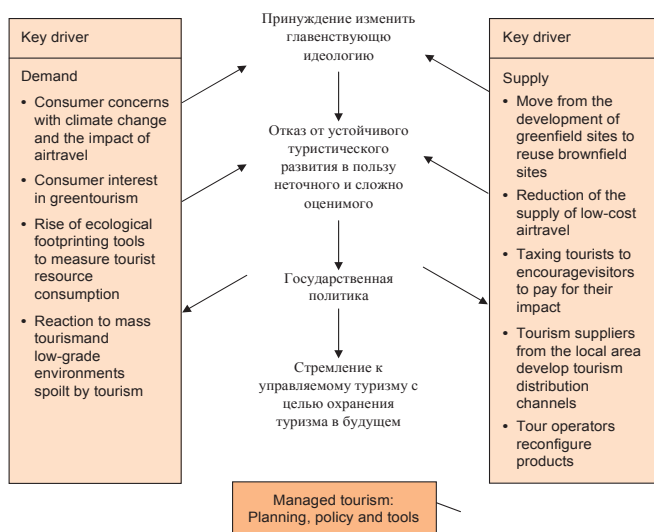 Key driver
Demand
• Consumer concerns
with climate change
and the impact of
airtravel
• Consumer interest
in greentourism
• Rise of ecological
footprinting tools
to measure tourist
resource
consumption
• Reaction to mass
tourismand
low-grade
environments
spoilt by tourism
Принуждение изменить
главенствующю
идеологию
Отказ от устойчивого
туристического
развития в пользу
неточного и сложно
оценимого
Государственная
политика
Стремление к
управляемому туризму с
целью охранения
туризма в будущем
Key driver
Supply
• Move from the
development of
greenfield sites to
reuse brownfield
sites
• Reduction of the
supply of low-cost
airtravel
• Taxing tourists to
encouragevisitors
to pay for their
impact
• Tourism suppliers
from the local area
develop tourism
distribution
channels
• Tour operators
reconfigure
products
Managed tourism:
Planning, policy and tools